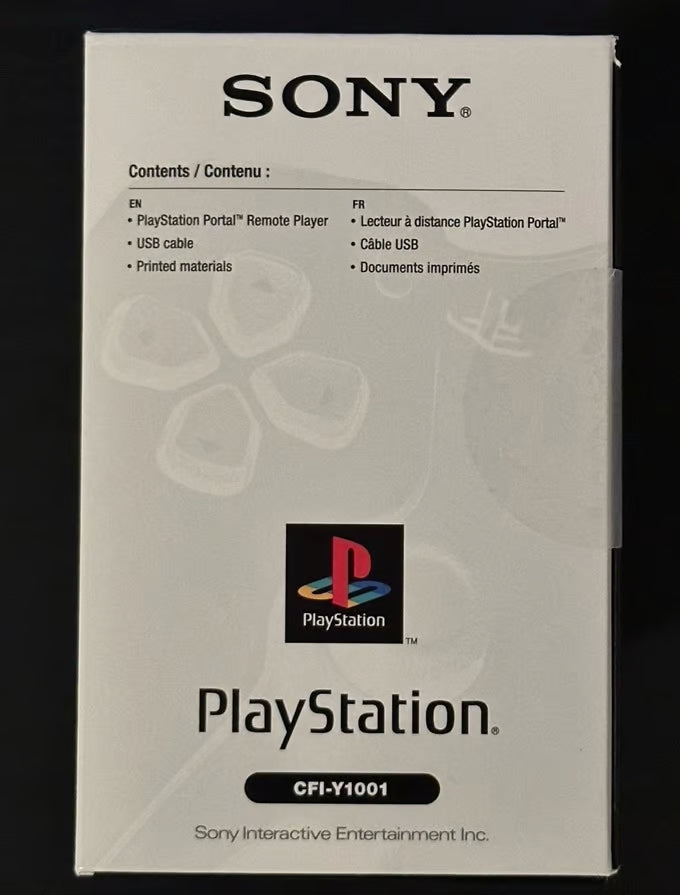 SONY®
Contents / Contenu :
EN
• PlayStation Portal™ Remote Player
• USB cable
• Printed materials
FR
• Lecteur à distance PlayStation Portal™
• Câble USB
• Documents imprimés
PlayStation
TM
PlayStation®
CFI-Y1001
Sony Interactive Entertainment Inc.